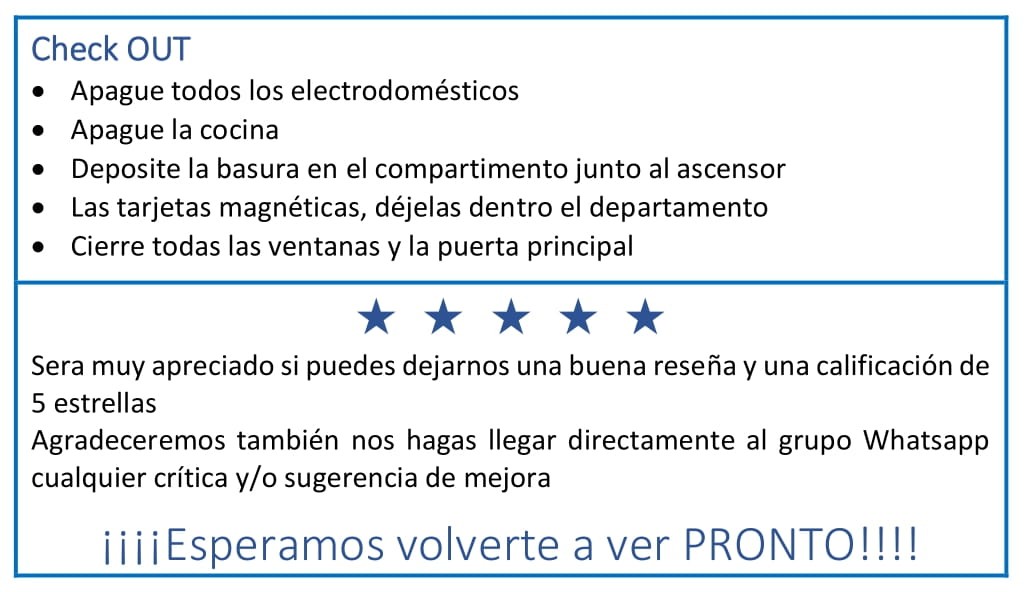 Check OUT
• Apague todos los electrodomésticos
• Apague la cocina
• Deposite la basura en el compartimento junto al ascensor
• Las tarjetas magnéticas, déjelas dentro el departamento
• Cierre todas las ventanas y la puerta principal
Sera muy apreciado si puedes dejarnos una buena reseña y una calificación de
5 estrellas
Agradeceremos también nos hagas llegar directamente al grupo Whatsapp
cualquier crítica y/o sugerencia de mejora
¡¡¡¡Esperamos volverte a ver PRONTO!!!!